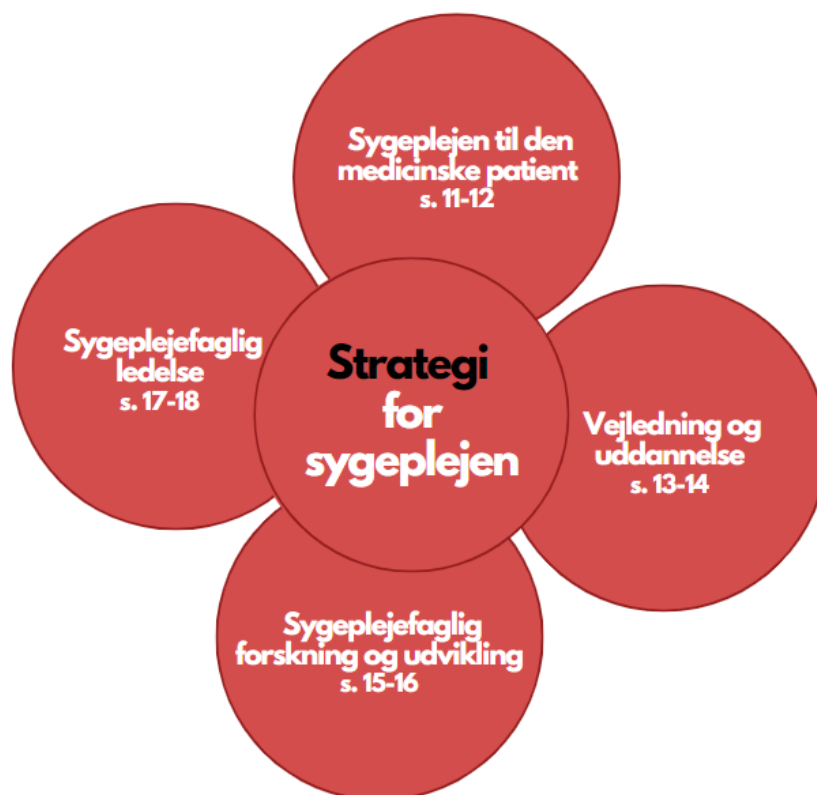 Sygeplejen til den
medicinske patient
s. 11-12
Sygeplejefaglig
ledelse
s. 17-18
Strategi
for
sygeplejen
Vejledning og
uddannelse
s. 13-14
Sygeplejefaglig
forskning og udvikling
s. 15-16